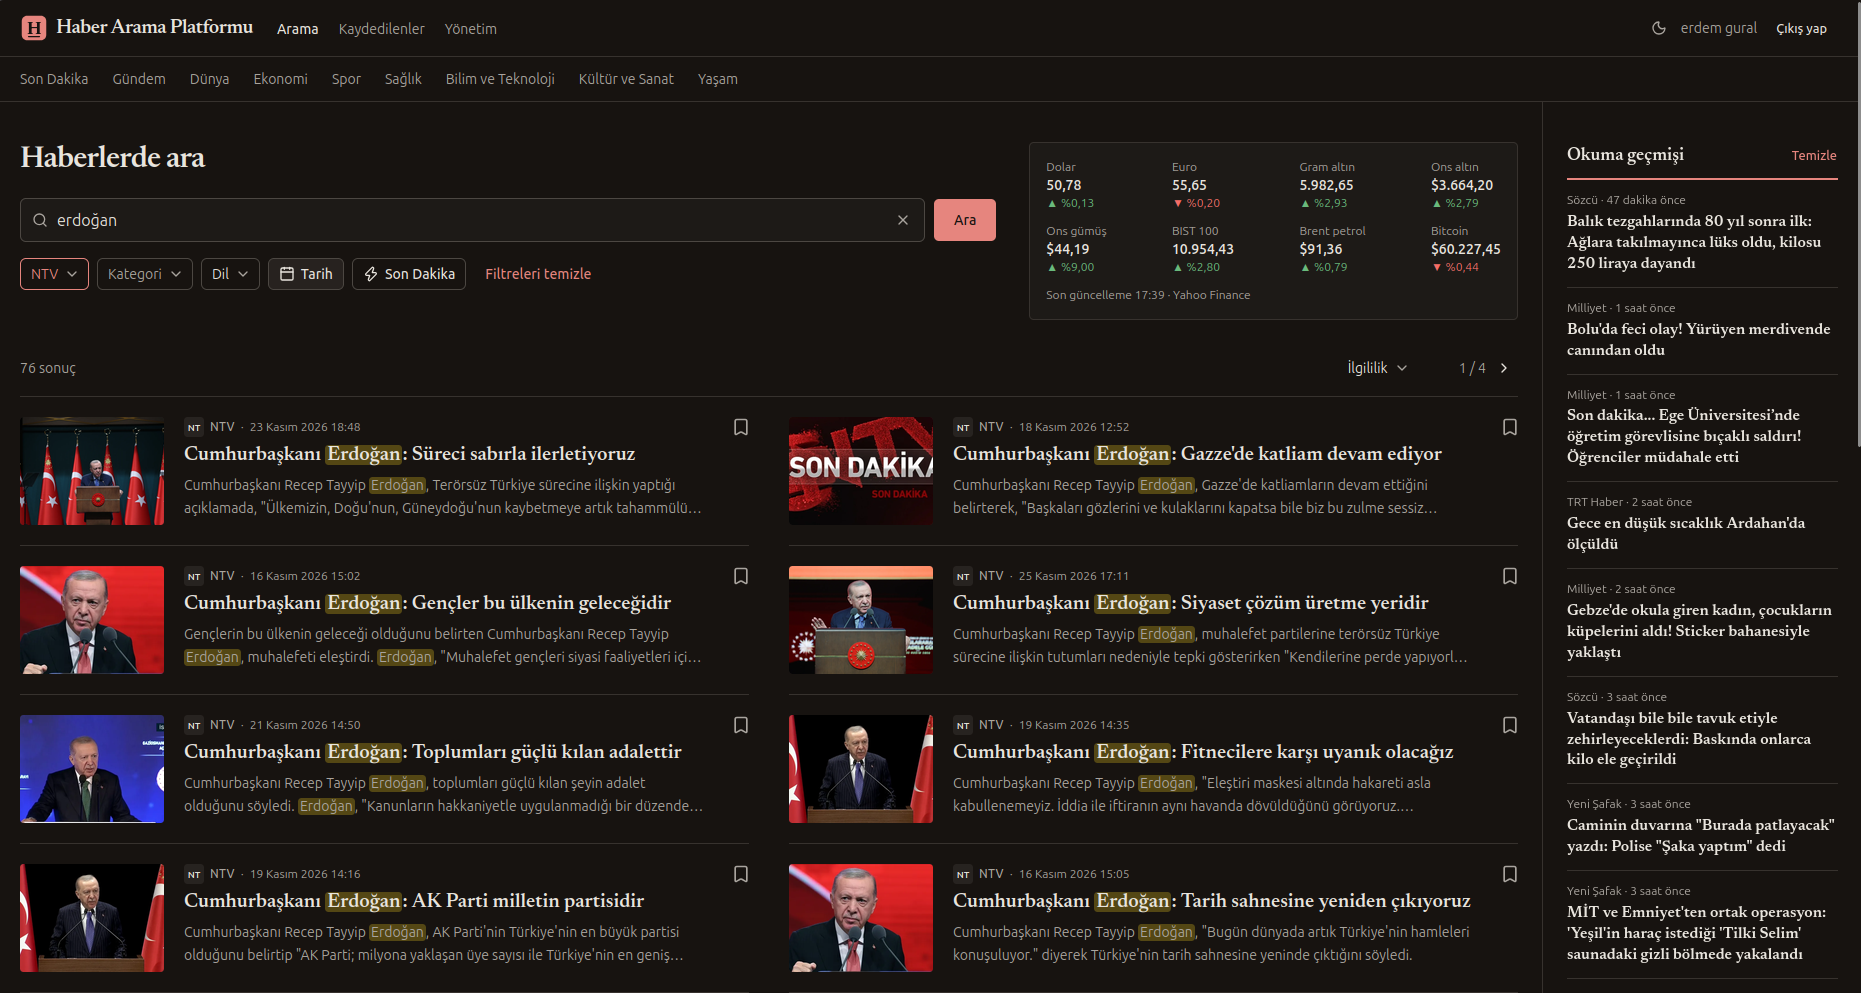 H Haber Arama Platformu Arama Kaydedilenler Yönetim erdem gural Çıkış yap
Son Dakika Gündem Dünya Ekonomi Spor Sağlık Bilim ve Teknoloji Kültür ve Sanat Yaşam
Haberlerde ara
erdoğan Ara
NTV Kategori Dil Tarih Son Dakika Filtreleri temizle
Dolar Euro Gram altın Ons altın
50,78 55,65 5.982,65 $3.664,20
▲ %0,13 ▼ %0,20 ▲ %2,93 ▲ %2,79
Ons gümüş BIST 100 Brent petrol Bitcoin
$44,19 10.954,43 $91,36 $60.227,45
▲ %9,00 ▲ %2,80 ▲ %0,79 ▼ %0,44
Son güncelleme 17:39 · Yahoo Finance
76 sonuç İlgililik 1 / 4
NT NTV · 23 Kasım 2026 18:48
Cumhurbaşkanı Erdoğan: Süreci sabırla ilerletiyoruz
Cumhurbaşkanı Recep Tayyip Erdoğan, Terörsüz Türkiye sürecine ilişkin yaptığı
açıklamada, "Ülkemizin, Doğu'nun, Güneydoğu'nun kaybetmeye artık tahammülü...
SON DAKİKA
SON DAKİKA
NT NTV · 18 Kasım 2026 12:52
Cumhurbaşkanı Erdoğan: Gazze'de katliam devam ediyor
Cumhurbaşkanı Recep Tayyip Erdoğan, Gazze'de katliamların devam ettiğini
belirterek, "Başkaları gözlerini ve kulaklarını kapatsa bile biz bu zulme sessiz...
NT NTV · 16 Kasım 2026 15:02
Cumhurbaşkanı Erdoğan: Gençler bu ülkenin geleceğidir
Gençlerin bu ülkenin geleceği olduğunu belirten Cumhurbaşkanı Recep Tayyip
Erdoğan, muhalefeti eleştirdi. Erdoğan, "Muhalefet gençleri siyasi faaliyetleri içi...
NT NTV · 25 Kasım 2026 17:11
Cumhurbaşkanı Erdoğan: Siyaset çözüm üretme yeridir
Cumhurbaşkanı Recep Tayyip Erdoğan, muhalefet partilerine terörsüz Türkiye
sürecine ilişkin tutumları nedeniyle tepki gösterirken "Kendilerine perde yapıyorl...
NT NTV · 21 Kasım 2026 14:50
Cumhurbaşkanı Erdoğan: Toplumları güçlü kılan adalettir
Cumhurbaşkanı Recep Tayyip Erdoğan, toplumları güçlü kılan şeyin adalet
olduğunu söyledi. Erdoğan, "Kanunların hakkaniyetle uygulanmadığı bir düzende...
NT NTV · 19 Kasım 2026 14:35
Cumhurbaşkanı Erdoğan: Fitnecilere karşı uyanık olacağız
Cumhurbaşkanı Recep Tayyip Erdoğan, "Eleştiri maskesi altında hakareti asla
kabullenemeyiz. İddia ile iftiranın aynı havanda dövüldüğünü görüyoruz....
NT NTV · 19 Kasım 2026 14:16
Cumhurbaşkanı Erdoğan: AK Parti milletin partisidir
Cumhurbaşkanı Recep Tayyip Erdoğan, AK Parti'nin Türkiye'nin en büyük partisi
olduğunu belirtip "AK Parti; milyona yaklaşan üye sayısı ile Türkiye'nin en geniş...
NT NTV · 16 Kasım 2026 15:05
Cumhurbaşkanı Erdoğan: Tarih sahnesine yeniden çıkıyoruz
Cumhurbaşkanı Recep Tayyip Erdoğan, "Bugün dünyada artık Türkiye'nin hamleleri
konuşuluyor." diyerek Türkiye'nin tarih sahnesine yeninde çıktığını söyledi.
Okuma geçmişi Temizle
Sözcü · 47 dakika önce
Balık tezgahlarında 80 yıl sonra ilk:
Ağlara takılmayınca lüks oldu, kilosu
250 liraya dayandı
Milliyet · 1 saat önce
Bolu'da feci olay! Yürüyen merdivende
canından oldu
Milliyet · 1 saat önce
Son dakika... Ege Üniversitesi’nde
öğretim görevlisine bıçaklı saldırı!
Öğrenciler müdahale etti
TRT Haber · 2 saat önce
Gece en düşük sıcaklık Ardahan'da
ölçüldü
Milliyet · 2 saat önce
Gebze'de okula giren kadın, çocukların
küpelerini aldı! Sticker bahanesiyle
yaklaştı
Sözcü · 3 saat önce
Vatandaşı bile bile tavuk etiyle
zehirleyeceklerdi: Baskında onlarca
kilo ele geçirildi
Yeni Şafak · 3 saat önce
Caminin duvarına "Burada patlayacak"
yazdı: Polise "Şaka yaptım" dedi
Yeni Şafak · 3 saat önce
MİT ve Emniyet'ten ortak operasyon:
'Yeşil'in haraç istediği 'Tilki Selim'
saunadaki gizli bölmede yakalandı